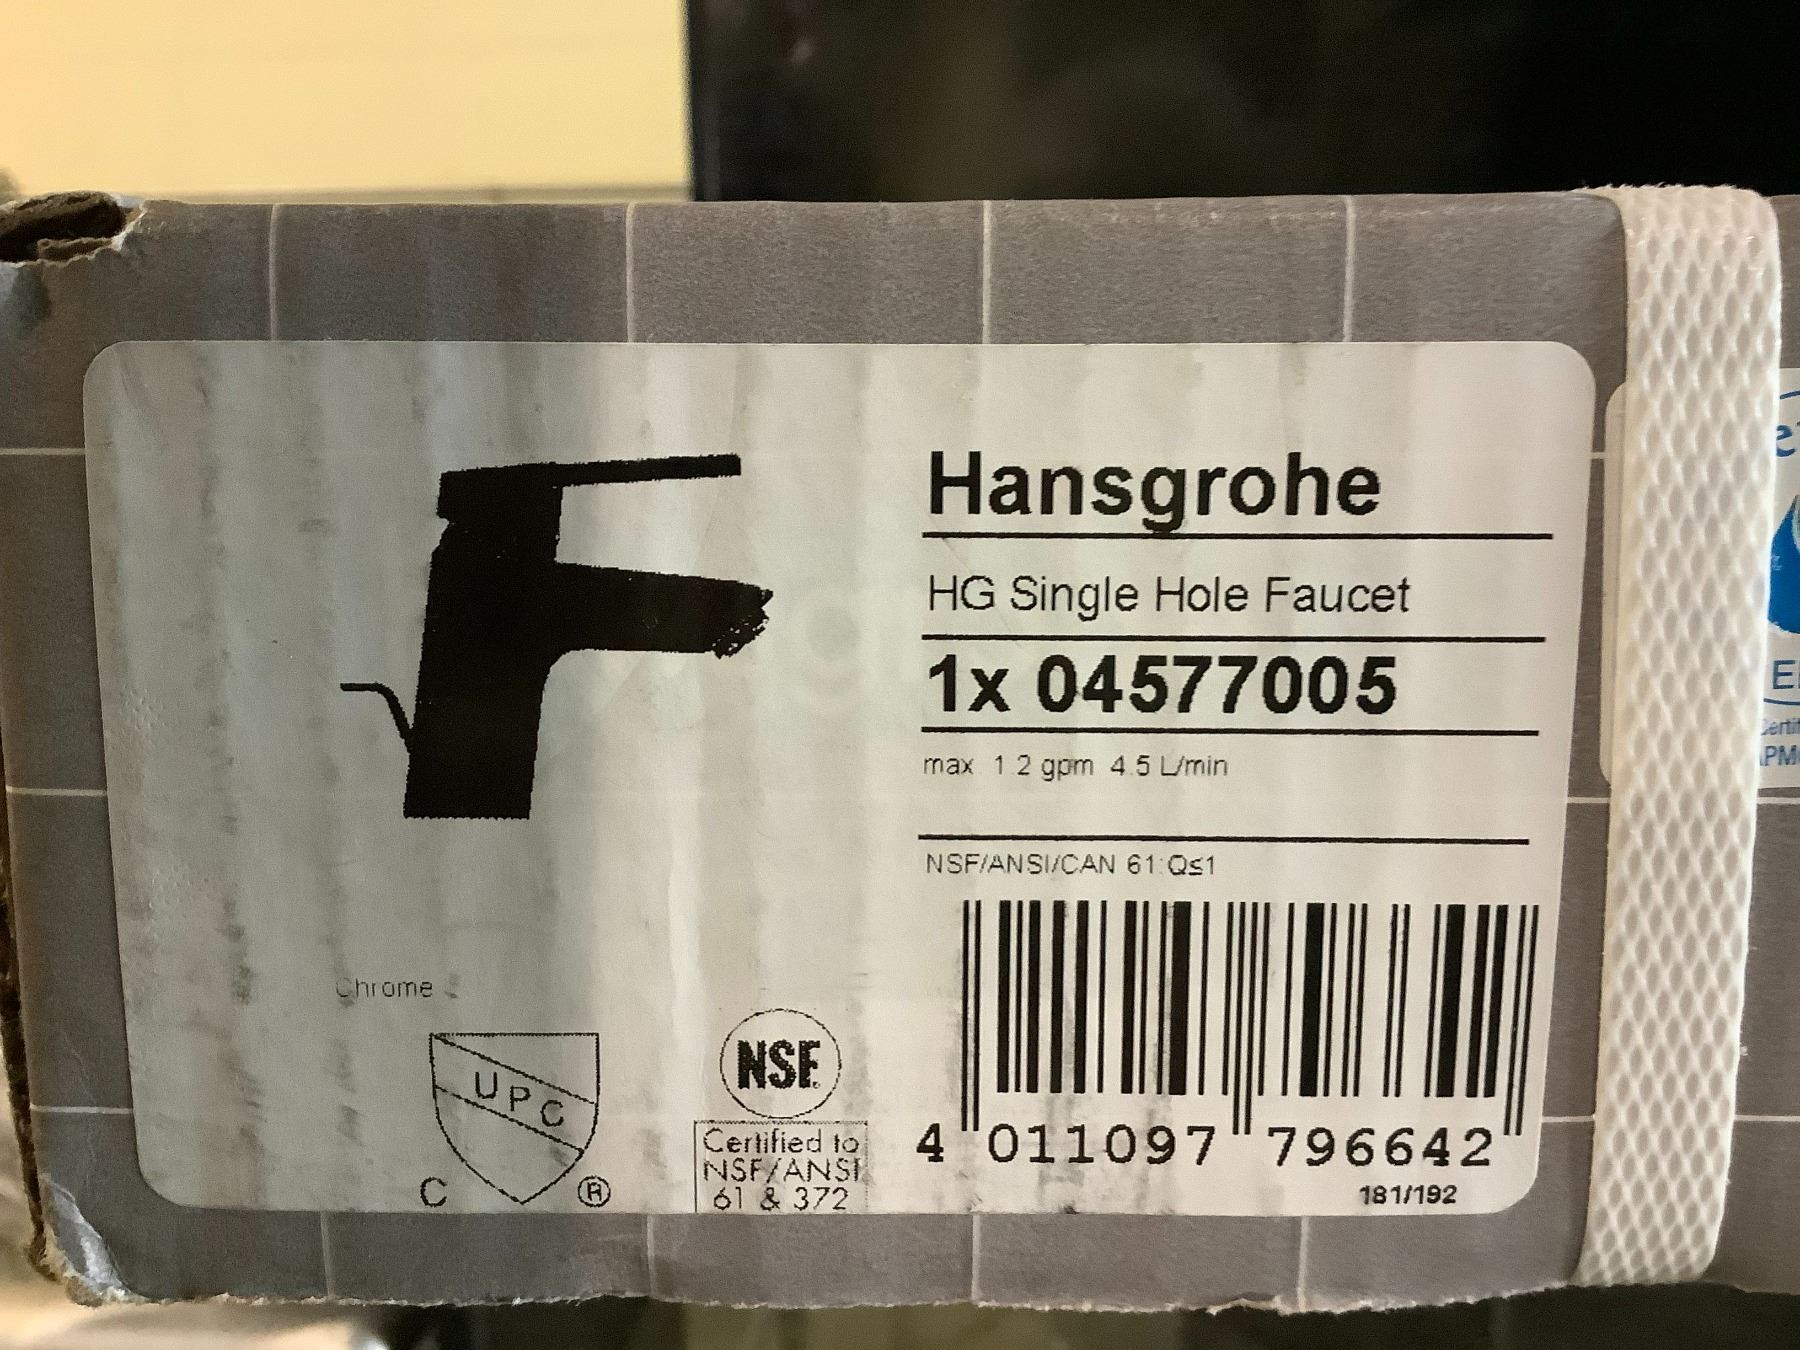 Hansgrohe
HG Single Hole Faucet
1x 04577005
max 1.2 gpm 4.5 L/min
NSF/ANSI/CAN 61:Q≤1
Chrome
UPC
C ®
NSF.
Certified to
NSF/ANSI
61 & 372
4 011097 796642
181/192